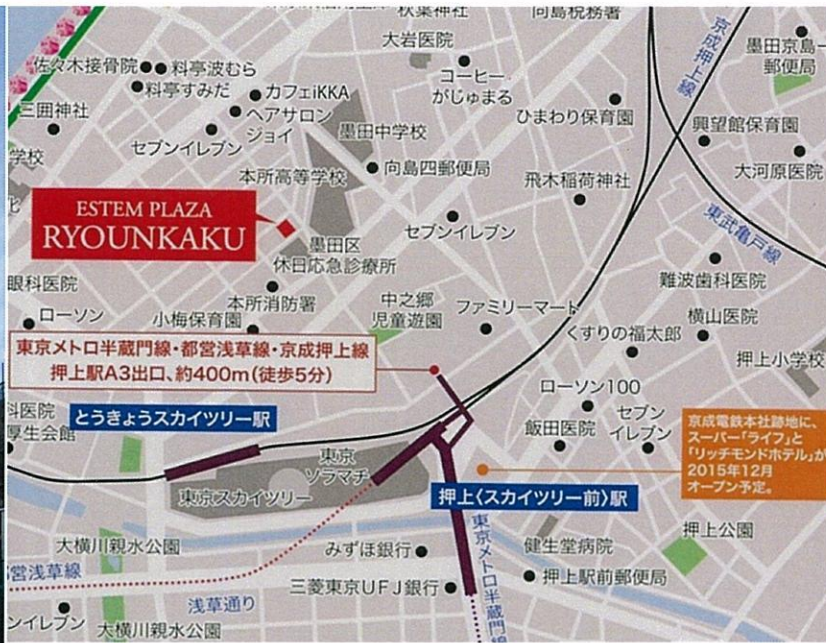 秋葉神社
向島税務署
大岩医院
京成押上線
墨田京島一
郵便局
佐々木接骨院
料亭波むら
料亭すみだ
カフェiKKA
コーヒー
がじゅまる
ヘアサロン
ジョイ
三囲神社
セブンイレブン
墨田中学校
ひまわり保育園
興望館保育園
学校
本所高等学校
向島四郵便局
飛木稲荷神社
大河原医院
ESTEM PLAZA
RYOUNKAKU
セブンイレブン
東武亀戸線
墨田区
休日応急診療所
眼科医院
本所消防署
難波歯科医院
ローソン
小梅保育園
中之郷
児童遊園
ファミリーマート
横山医院
くすりの福太郎
押上小学校
東京メトロ半蔵門線・都営浅草線・京成押上線
押上駅A3出口、約400m(徒歩5分)
ローソン100
科医院
厚生会館
とうきょうスカイツリー駅
飯田医院
セブン
イレブン
京成電鉄本社跡地に、
スーパー「ライフ」と
「リッチモンドホテル」が
2015年12月
オープン予定。
東京
ソラマチ
東京スカイツリー
押上〈スカイツリー前〉駅
押上公園
大横川親水公園
みずほ銀行
東京メトロ半蔵門線
健生堂病院
都営浅草線
三菱東京UFJ銀行
押上駅前郵便局
浅草通り
ンイレブン
大横川親水公園